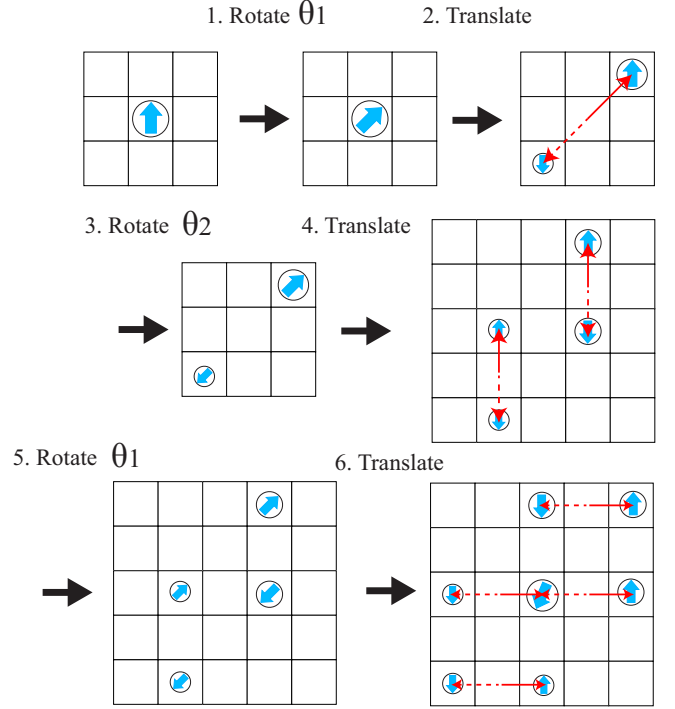 1. Rotate θ1
2. Translate
3. Rotate θ2
4. Translate
5. Rotate θ1
6. Translate